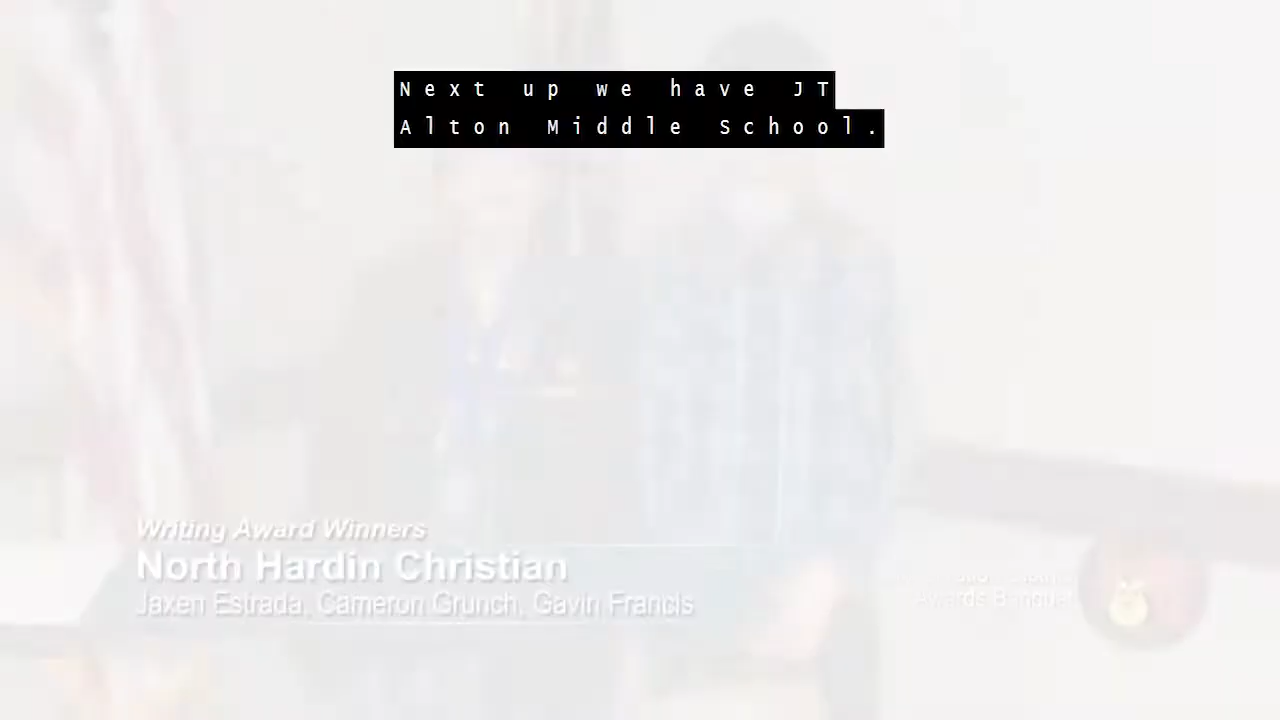 Next up we have JT
Alton Middle School.
Writing Award Winners
North Hardin Christian
Jaxen Estrada, Cameron Grunch, Gavin Francis
Awards Banquet